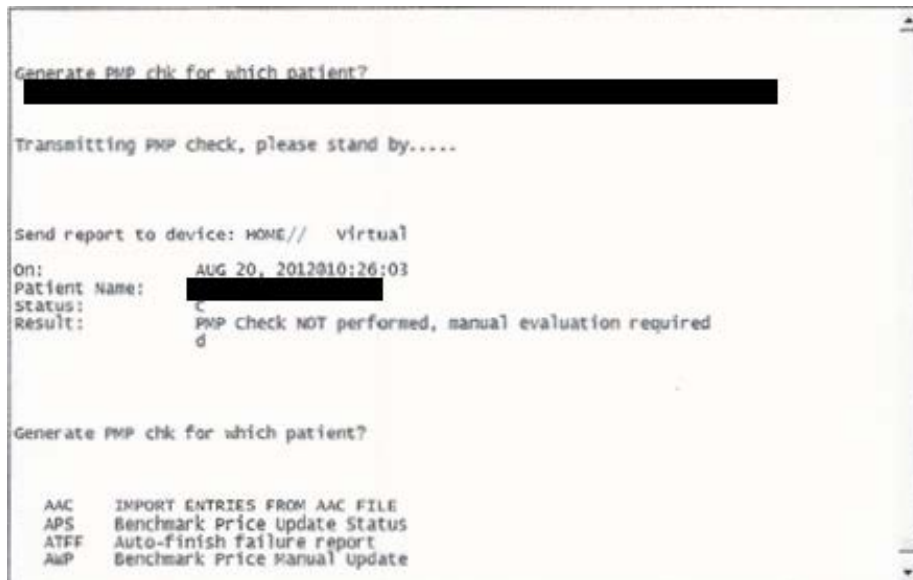 Generate PMP chk for which patient?
Transmitting PMP check, please stand by.....
Send report to device: HOME// Virtual
On: AUG 20, 2012@10:26:03
Patient Name:
Status: C
Result: PMP Check NOT performed, manual evaluation required
d
Generate PMP chk for which patient?
AAC IMPORT ENTRIES FROM AAC FILE
APS Benchmark Price Update Status
ATFF Auto-finish failure report
AWP Benchmark Price Manual Update